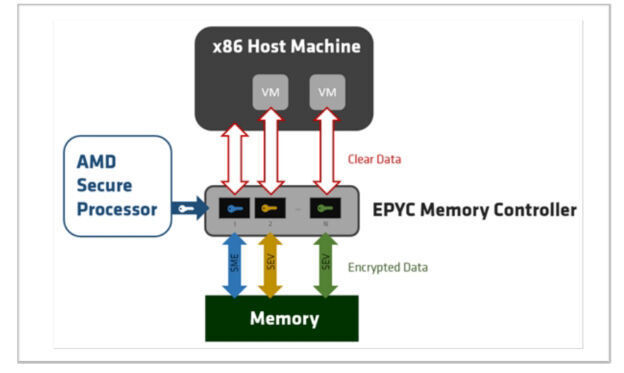 x86 Host Machine
VM
VM
Clear Data
AMD
Secure
Processor
EPYC Memory Controller
1
2
...
N
SME
SEV
SEV
Encrypted Data
Memory